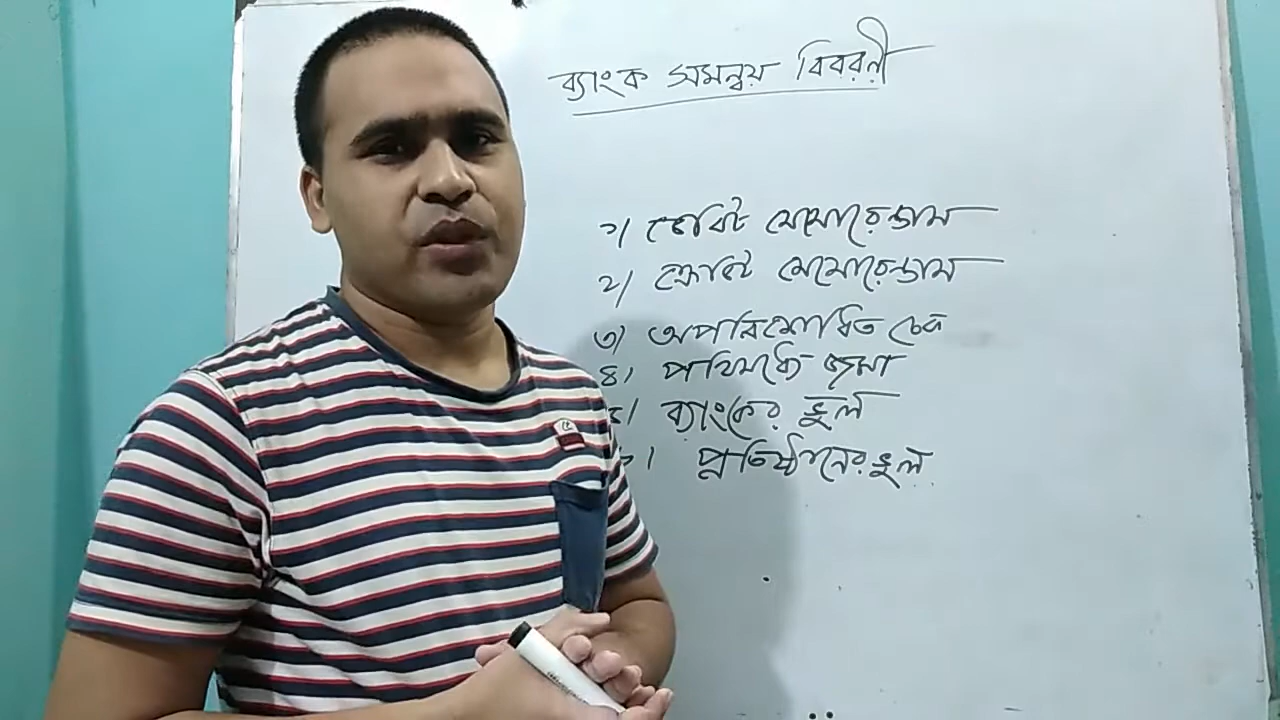 ব্যাংক সমন্বয় বিবরণী
১) ডেবিট মেমোরেন্ডাম
২) ক্রেডিট মেমোরেন্ডাম
৩) অপরিশোধিত চেক
৪) পথিমধ্যে জমা
৫) ব্যাংকের ভুল
৬) প্রতিষ্ঠানের ভুল